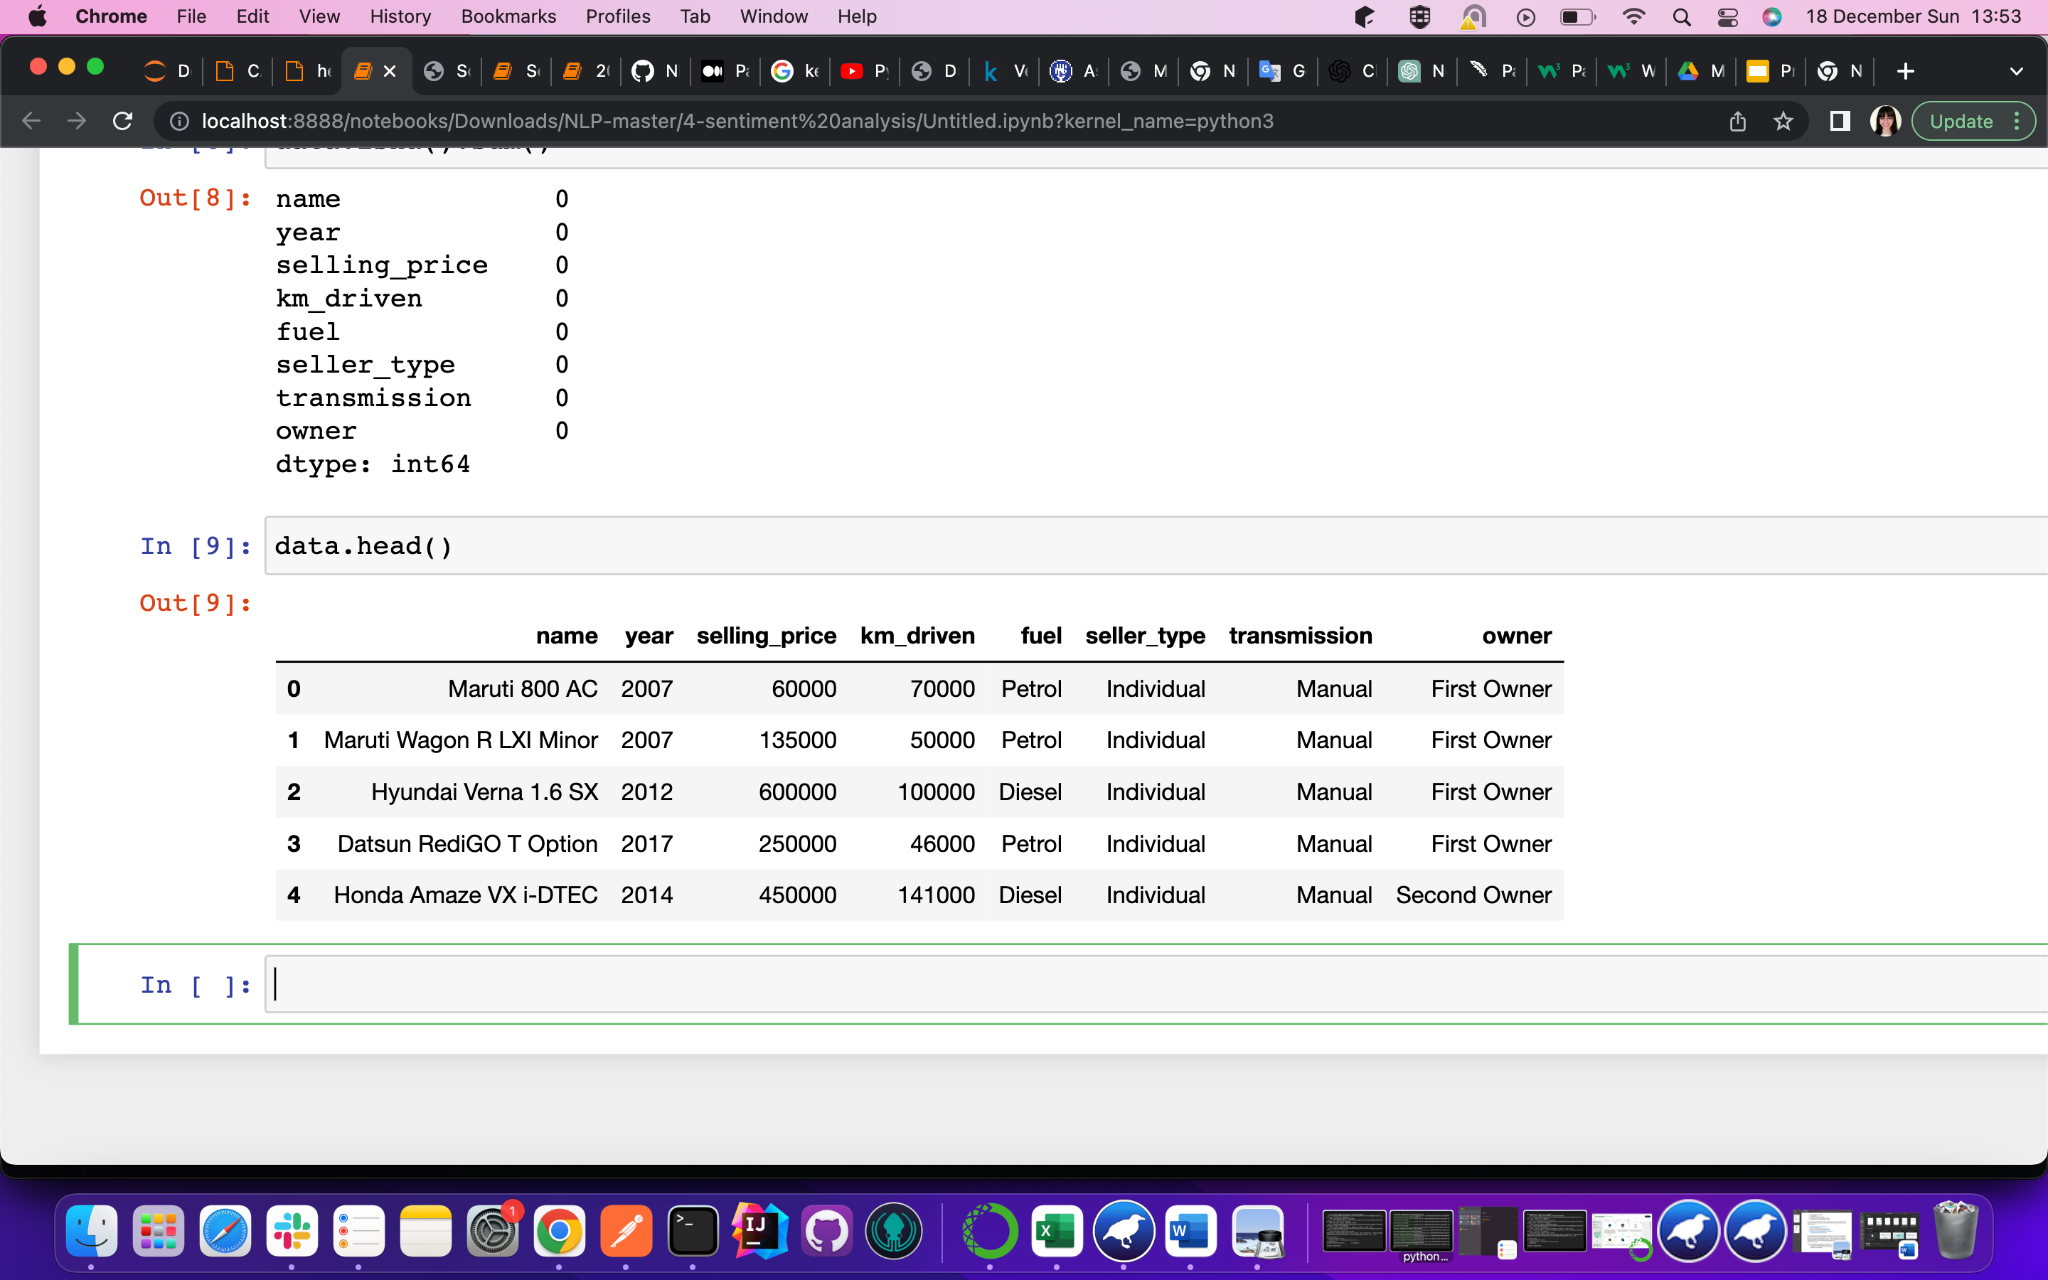 Chrome File Edit View History Bookmarks Profiles Tab Window Help 18 December Sun 13:53
D C he S S 2( N P ke P D k V A M N G C N P P W M P N
localhost:8888/notebooks/Downloads/NLP-master/4-sentiment%20analysis/Untitled.ipynb?kernel_name=python3 Update
Out[8]: name 0
year 0
selling_price 0
km_driven 0
fuel 0
seller_type 0
transmission 0
owner 0
dtype: int64
In [9]: data.head()
Out[9]:
name year selling_price km_driven fuel seller_type transmission owner
0 Maruti 800 AC 2007 60000 70000 Petrol Individual Manual First Owner
1 Maruti Wagon R LXI Minor 2007 135000 50000 Petrol Individual Manual First Owner
2 Hyundai Verna 1.6 SX 2012 600000 100000 Diesel Individual Manual First Owner
3 Datsun RediGO T Option 2017 250000 46000 Petrol Individual Manual First Owner
4 Honda Amaze VX i-DTEC 2014 450000 141000 Diesel Individual Manual Second Owner
In [ ]:
1
>_ IJ X W
python...